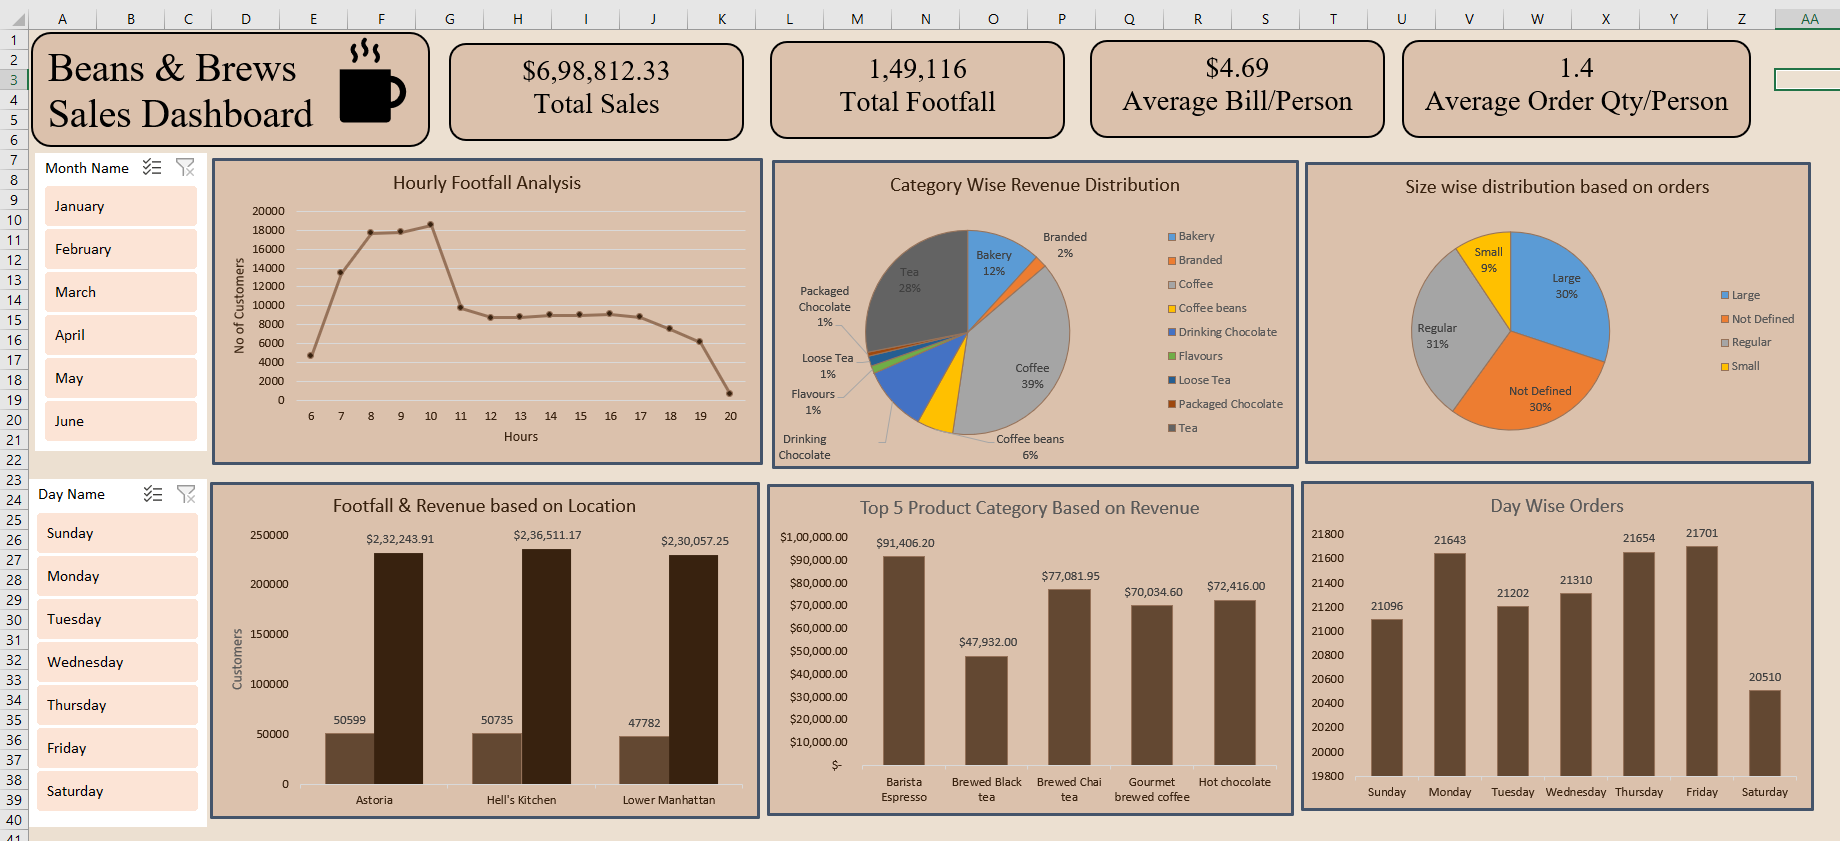 A B C D E F G H I J K L M N O P Q R S T U V W X Y Z AA
1
2
3
4
5
6
7
8
9
10
11
12
13
14
15
16
17
18
19
20
21
22
23
24
25
26
27
28
29
30
31
32
33
34
35
36
37
38
39
40
41
Beans & Brews
Sales Dashboard
$6,98,812.33
Total Sales
1,49,116
Total Footfall
$4.69
Average Bill/Person
1.4
Average Order Qty/Person
Month Name
January
February
March
April
May
June
Hourly Footfall Analysis
No of Customers
20000
18000
16000
14000
12000
10000
8000
6000
4000
2000
0
6 7 8 9 10 11 12 13 14 15 16 17 18 19 20
Hours
Category Wise Revenue Distribution
Bakery
12%
Branded
2%
Coffee
39%
Coffee beans
6%
Drinking
Chocolate
Flavours
1%
Loose Tea
1%
Packaged
Chocolate
1%
Tea
28%
Bakery
Branded
Coffee
Coffee beans
Drinking Chocolate
Flavours
Loose Tea
Packaged Chocolate
Tea
Size wise distribution based on orders
Small
9%
Large
30%
Regular
31%
Not Defined
30%
Large
Not Defined
Regular
Small
Day Name
Sunday
Monday
Tuesday
Wednesday
Thursday
Friday
Saturday
Footfall & Revenue based on Location
Customers
250000
200000
150000
100000
50000
0
$2,32,243.91
$2,36,511.17
$2,30,057.25
50599
50735
47782
Astoria
Hell's Kitchen
Lower Manhattan
Top 5 Product Category Based on Revenue
$1,00,000.00
$90,000.00
$80,000.00
$70,000.00
$60,000.00
$50,000.00
$40,000.00
$30,000.00
$20,000.00
$10,000.00
$-
$91,406.20
$47,932.00
$77,081.95
$70,034.60
$72,416.00
Barista
Espresso
Brewed Black
tea
Brewed Chai
tea
Gourmet
brewed coffee
Hot chocolate
Day Wise Orders
21800
21600
21400
21200
21000
20800
20600
20400
20200
20000
19800
21096
21643
21202
21310
21654
21701
20510
Sunday Monday Tuesday Wednesday Thursday Friday Saturday